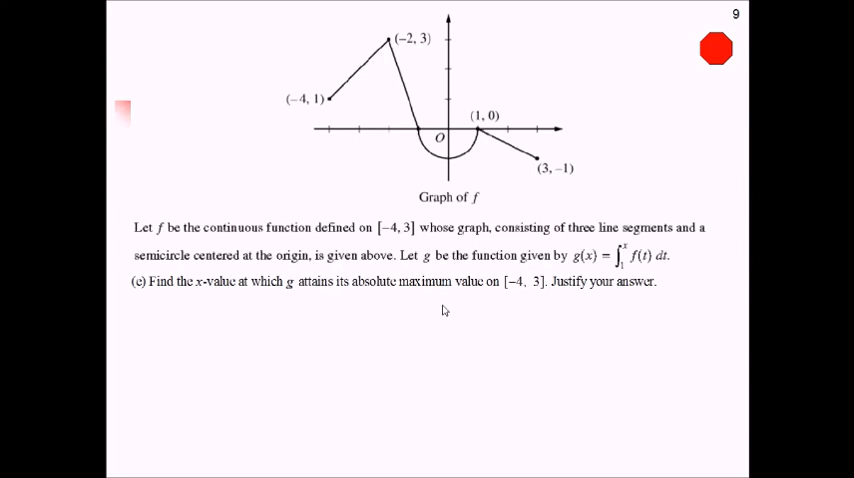 9
(−2, 3)
(−4, 1)
(1, 0)
O
(3, −1)
Graph of f
Let f be the continuous function defined on [−4, 3] whose graph, consisting of three line segments and a
semicircle centered at the origin, is given above. Let g be the function given by g(x) = ∫₁ˣ f(t) dt.
(e) Find the x-value at which g attains its absolute maximum value on [−4, 3]. Justify your answer.